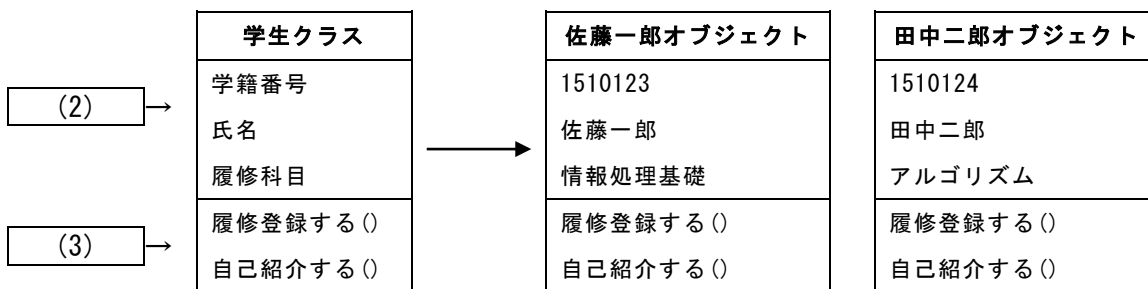 学生クラス
佐藤一郎オブジェクト
田中二郎オブジェクト
(2)
→
学籍番号
氏名
履修科目
1510123
佐藤一郎
情報処理基礎
1510124
田中二郎
アルゴリズム
(3)
→
履修登録する()
自己紹介する()
履修登録する()
自己紹介する()
履修登録する()
自己紹介する()